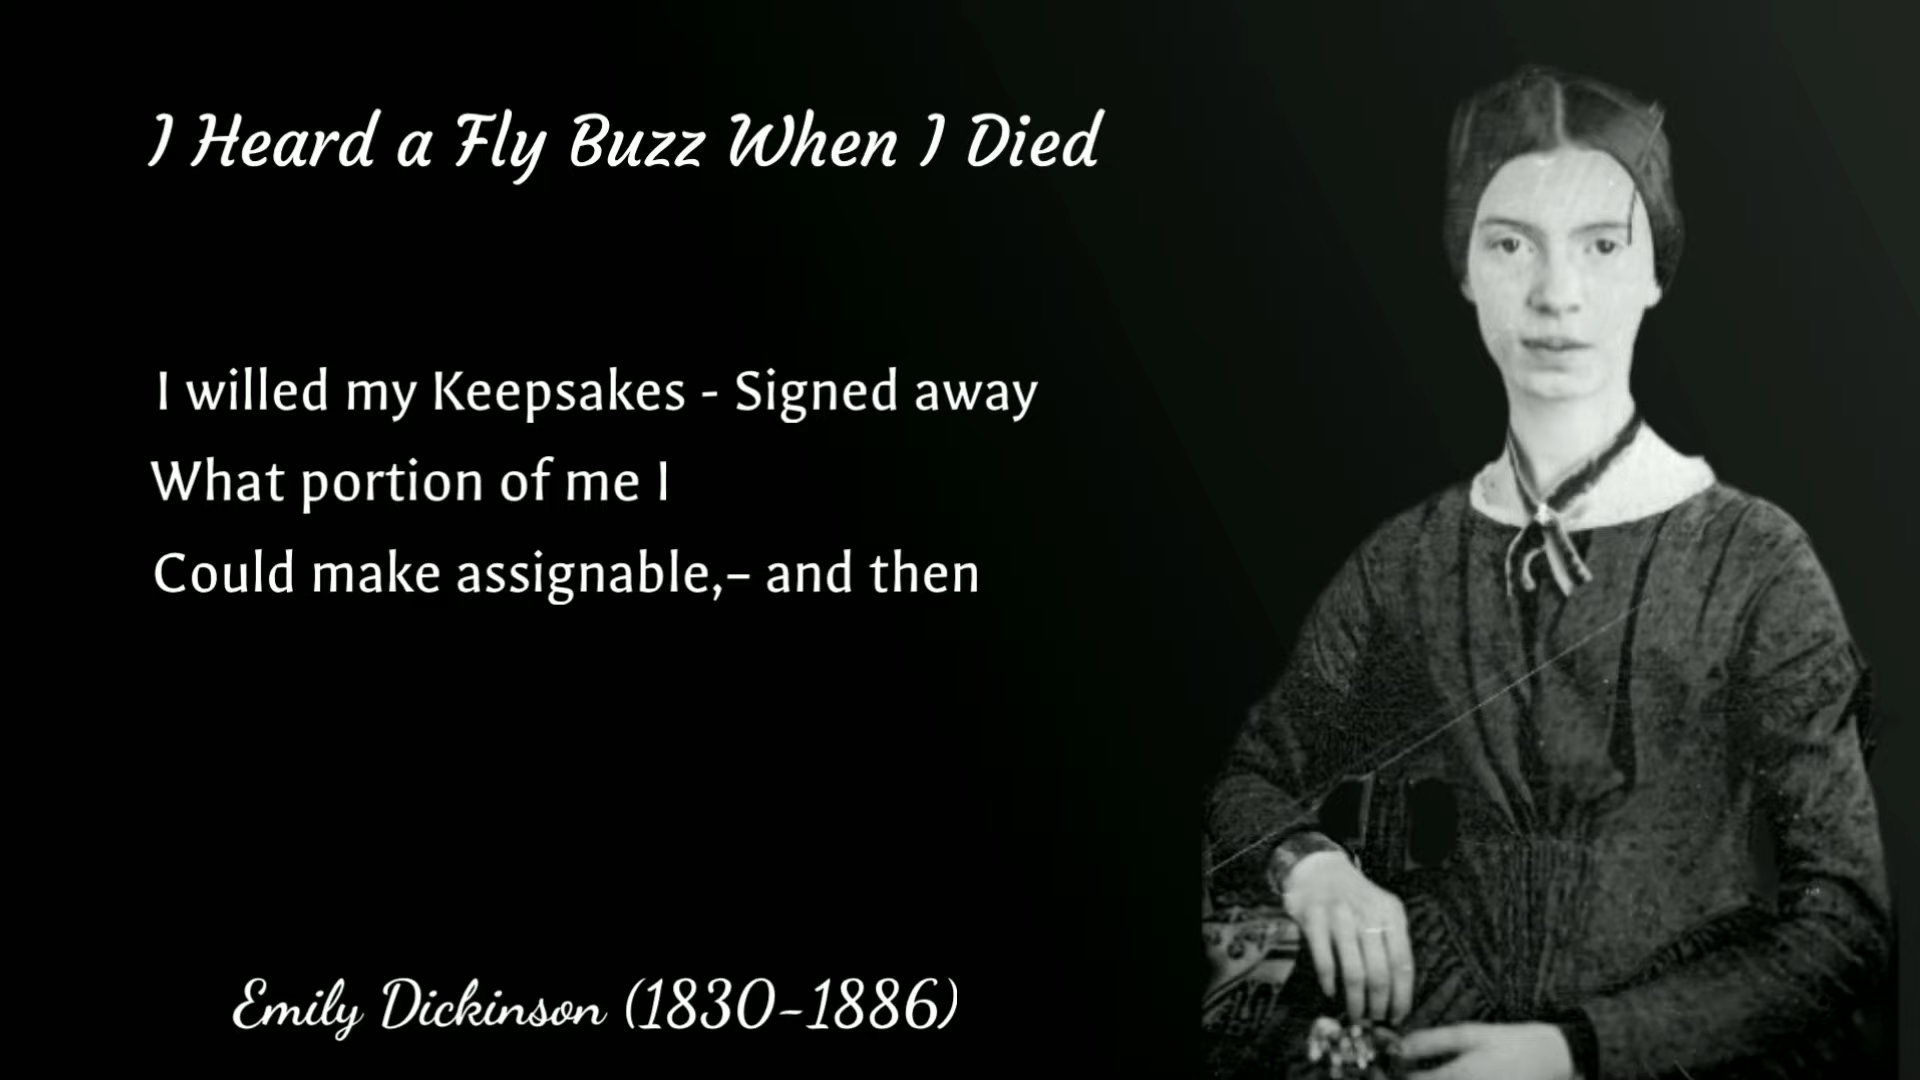 I Heard a Fly Buzz When I Died
I willed my Keepsakes - Signed away
What portion of me I
Could make assignable,– and then
Emily Dickinson (1830-1886)